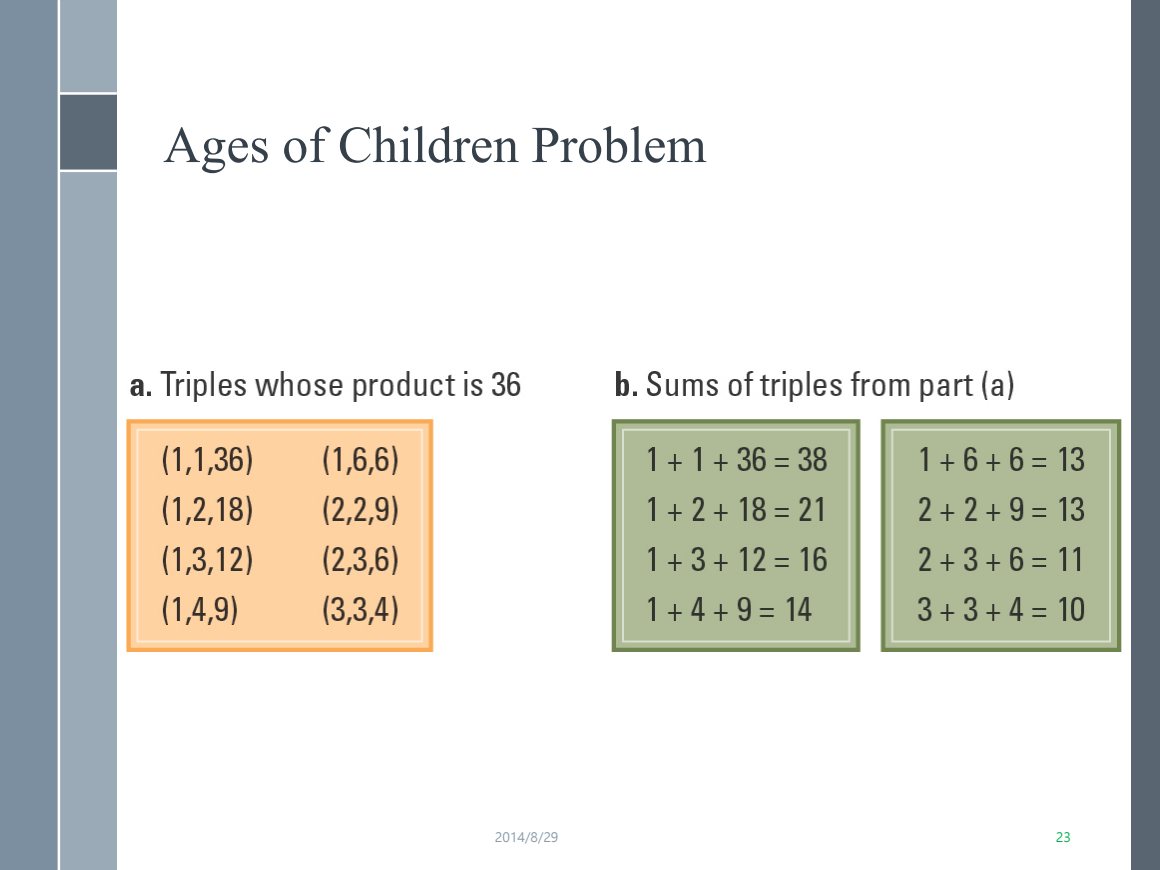 Ages of Children Problem
a. Triples whose product is 36
(1,1,36) (1,6,6)
(1,2,18) (2,2,9)
(1,3,12) (2,3,6)
(1,4,9) (3,3,4)
b. Sums of triples from part (a)
1 + 1 + 36 = 38
1 + 2 + 18 = 21
1 + 3 + 12 = 16
1 + 4 + 9 = 14
1 + 6 + 6 = 13
2 + 2 + 9 = 13
2 + 3 + 6 = 11
3 + 3 + 4 = 10
2014/8/29
23